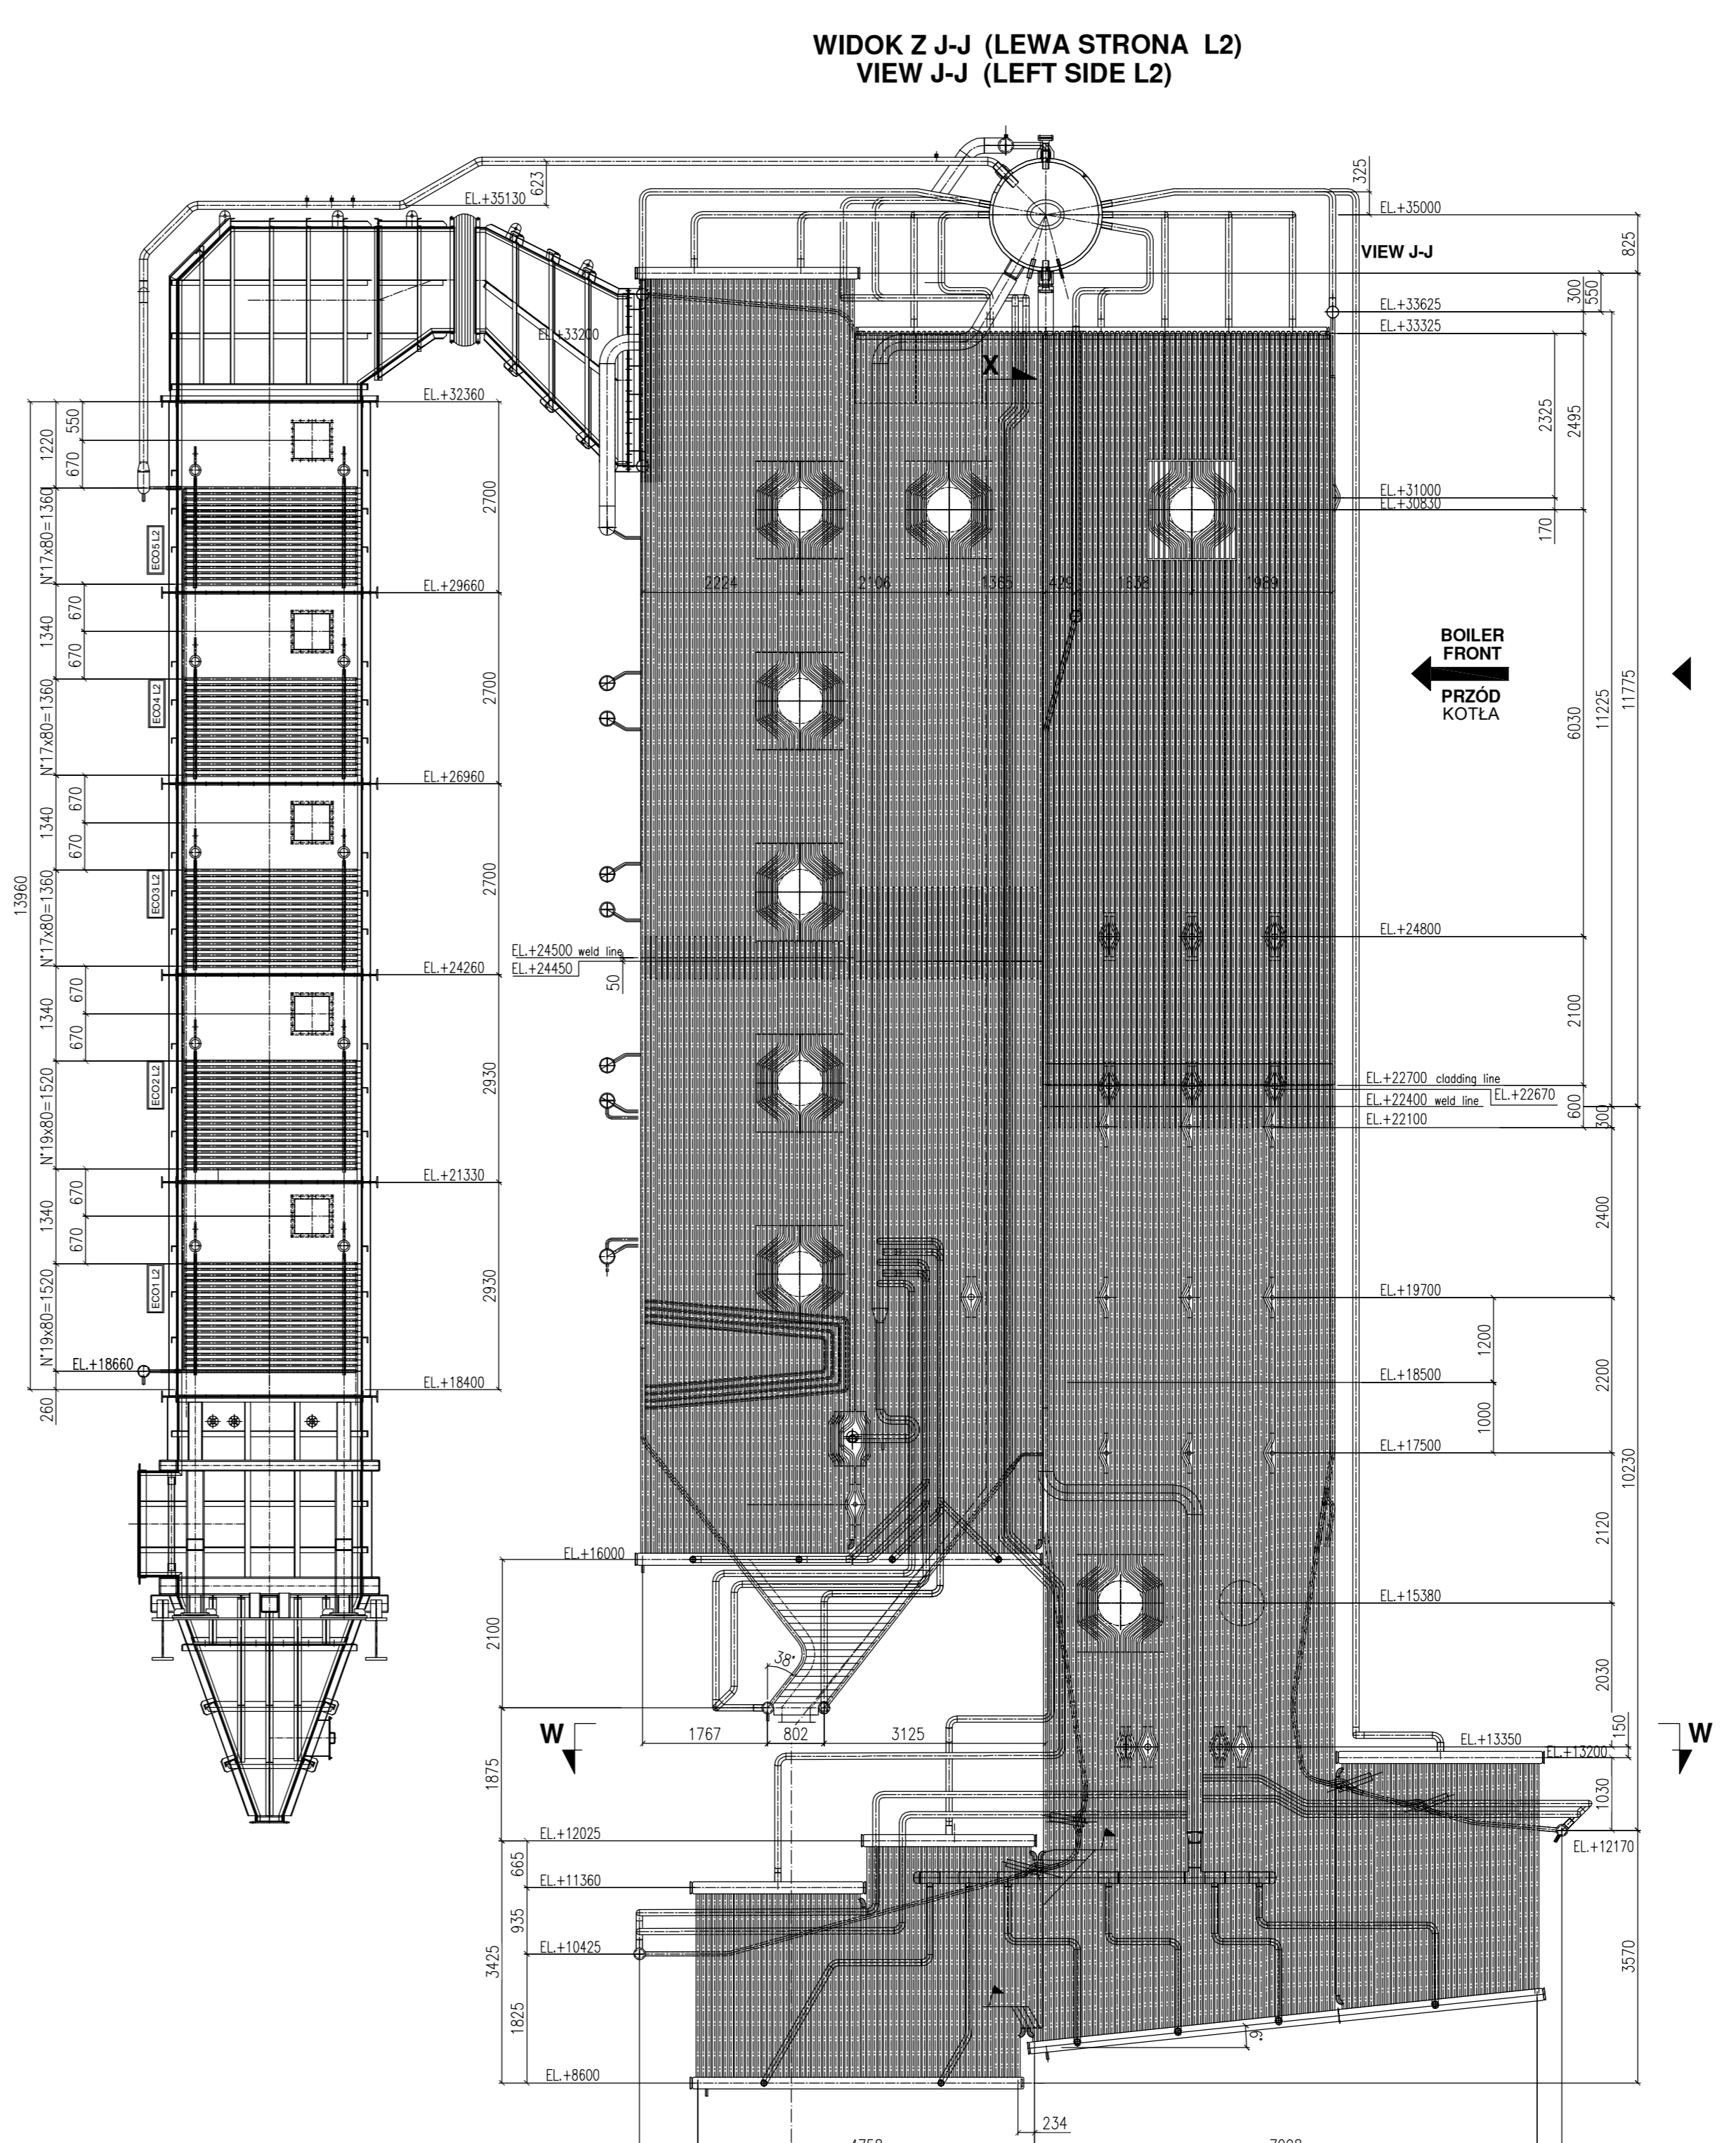 WIDOK Z J-J (LEWA STRONA L2)
VIEW J-J (LEFT SIDE L2)
623
EL.+35130
325
EL.+35000
825
VIEW J-J
300
550
EL.+33625
EL.+33325
EL.+33200
X
EL.+32360
550
1220
670
2325
2495
2700
EL.+31000
EL.+30830
170
N°17x80=1360
ECO5 L2
2224
2106
1365
429
1638
1989
EL.+29660
670
1340
670
BOILER
FRONT
PRZÓD
KOTŁA
2700
N°17x80=1360
ECO4 L2
6030
11225
11775
EL.+26960
670
1340
670
13960
2700
N°17x80=1360
ECO3 L2
EL.+24800
EL.+24500 weld line
EL.+24450
50
EL.+24260
670
1340
670
2100
2930
N°19x80=1520
ECO2 L2
EL.+22700 cladding line
EL.+22670
EL.+22400 weld line
EL.+22100
600
300
EL.+21330
670
1340
670
2400
2930
N°19x80=1520
ECO1 L2
EL.+19700
1200
EL.+18660
EL.+18500
EL.+18400
260
2200
1000
EL.+17500
10230
2120
EL.+16000
EL.+15380
2100
38°
2030
W
1767
802
3125
150
W
EL.+13350
EL.+13200
1875
1030
EL.+12025
EL.+12170
665
EL.+11360
935
EL.+10425
3425
3570
1825
6°
EL.+8600
234